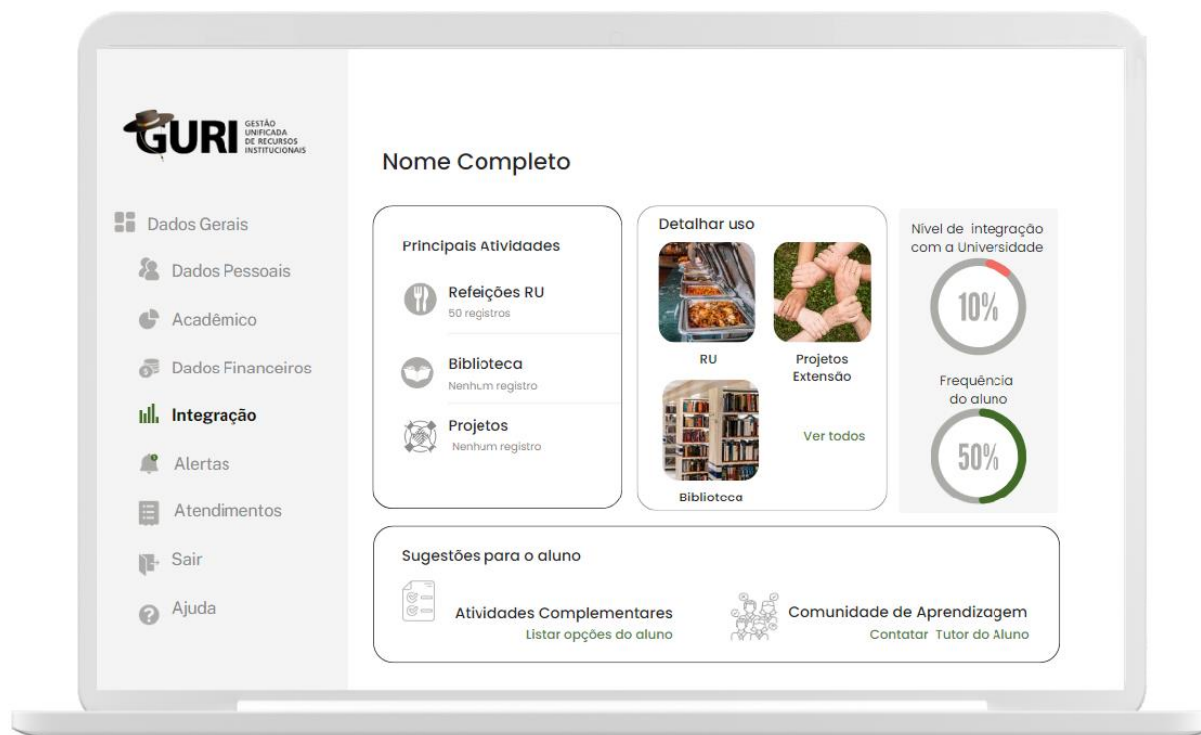 GURI
GESTÃO
UNIFICADA
DE RECURSOS
INSTITUCIONAIS
Dados Gerais
Dados Pessoais
Acadêmico
Dados Financeiros
Integração
Alertas
Atendimentos
Sair
Ajuda
Nome Completo
Principais Atividades
Refeições RU
50 registros
Biblioteca
Nenhum registro
Projetos
Nenhum registro
Detalhar uso
RU
Projetos
Extensão
Biblioteca
Ver todos
Nível de integração
com a Universidade
10%
Frequência
do aluno
50%
Sugestões para o aluno
Atividades Complementares
Listar opções do aluno
Comunidade de Aprendizagem
Contatar Tutor do Aluno